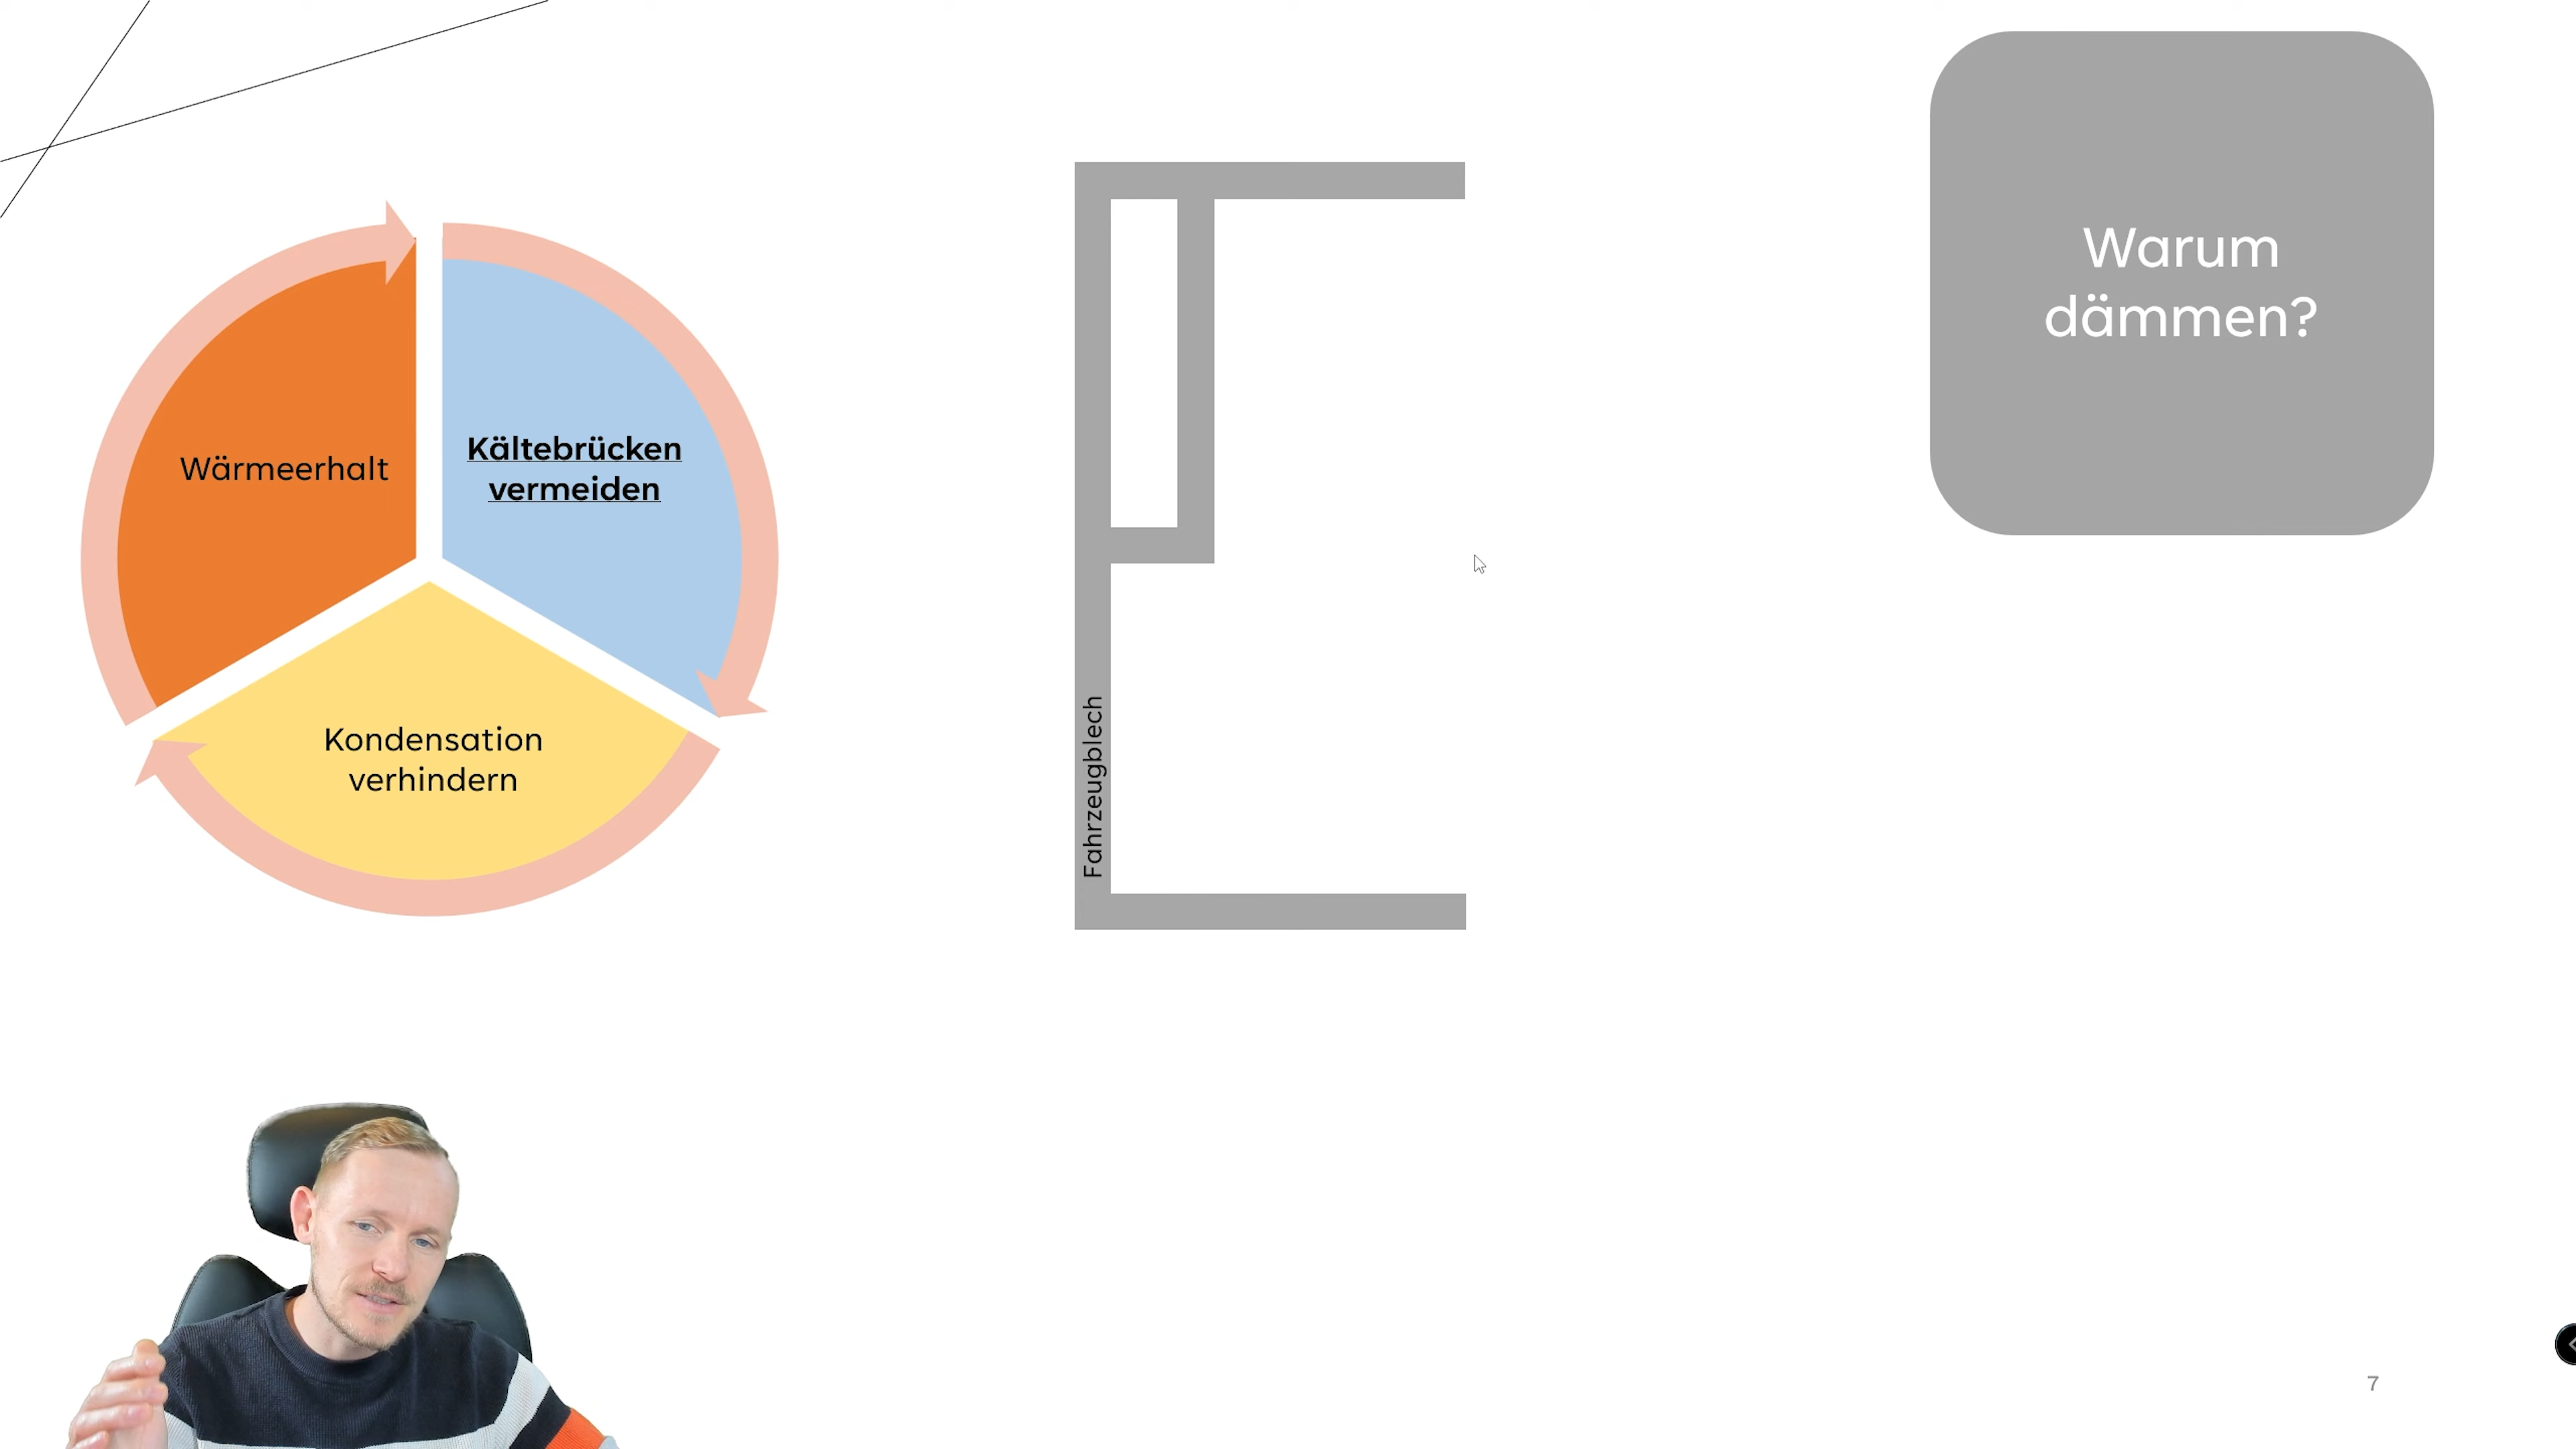 Warum
dämmen?
Wärmeerhalt
Kältebrücken
vermeiden
Kondensation
verhindern
Fahrzeugblech
7